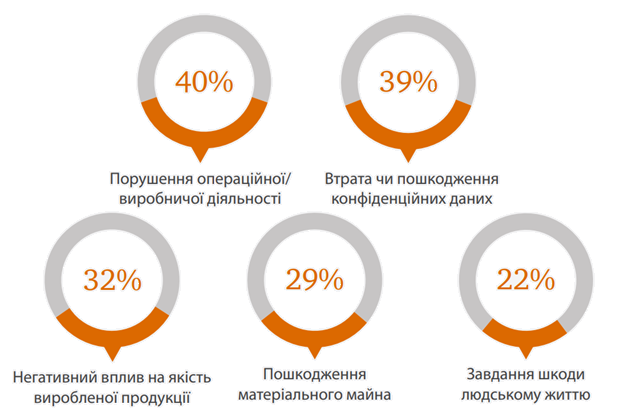 40%
39%
Порушення операційної/
виробничої діяльності
Втрата чи пошкодження
конфіденційних даних
32%
29%
22%
Негативний вплив на якість
виробленої продукції
Пошкодження
матеріального майна
Завдання шкоди
людському життю